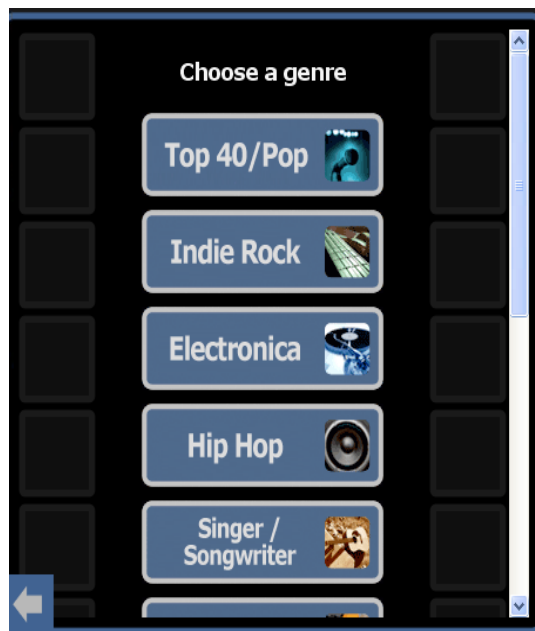 Choose a genre
Top 40/Pop
Indie Rock
Electronica
Hip Hop
Singer /
Songwriter